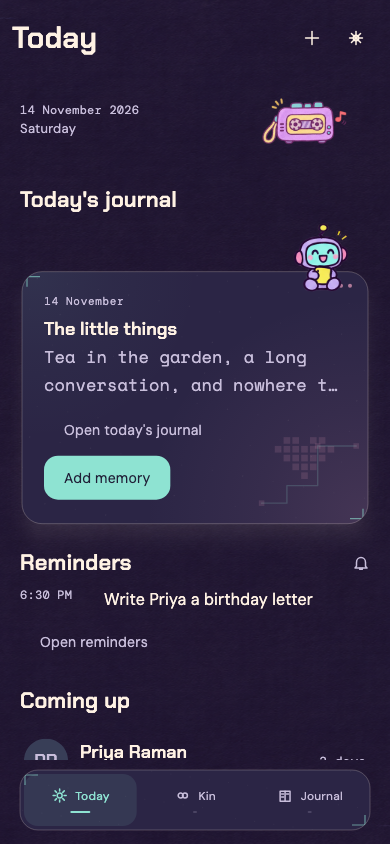 Today
14 November 2026
Saturday
Today's journal
14 November
The little things
Tea in the garden, a long
conversation, and nowhere t…
Open today's journal
Add memory
Reminders
6:30 PM
Write Priya a birthday letter
Open reminders
Coming up
Priya Raman
Today
Kin
Journal